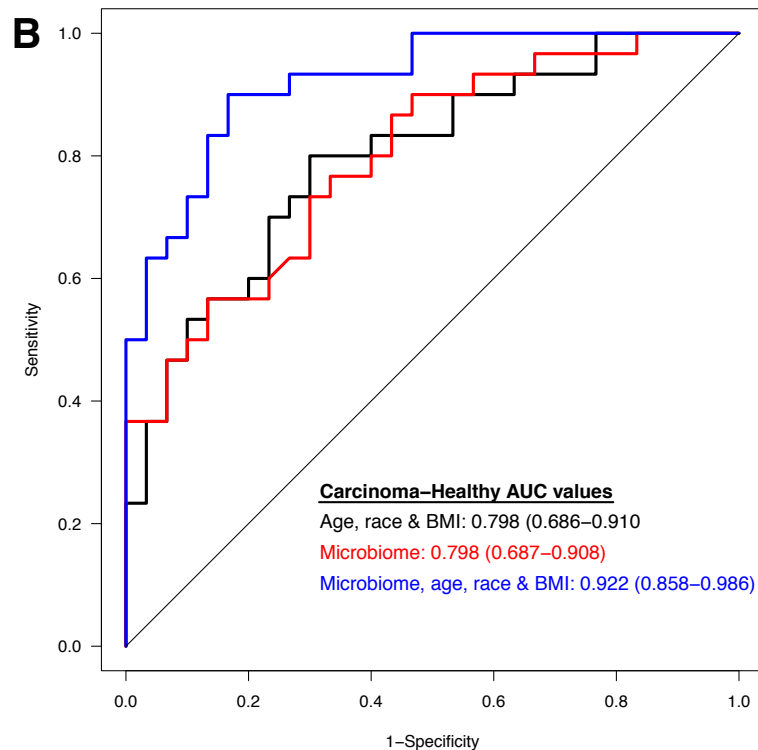 B
1.0
0.8
0.6
0.4
0.2
0.0
Sensitivity
Carcinoma–Healthy AUC values
Age, race & BMI: 0.798 (0.686–0.910
Microbiome: 0.798 (0.687–0.908)
Microbiome, age, race & BMI: 0.922 (0.858–0.986)
0.0 0.2 0.4 0.6 0.8 1.0
1–Specificity